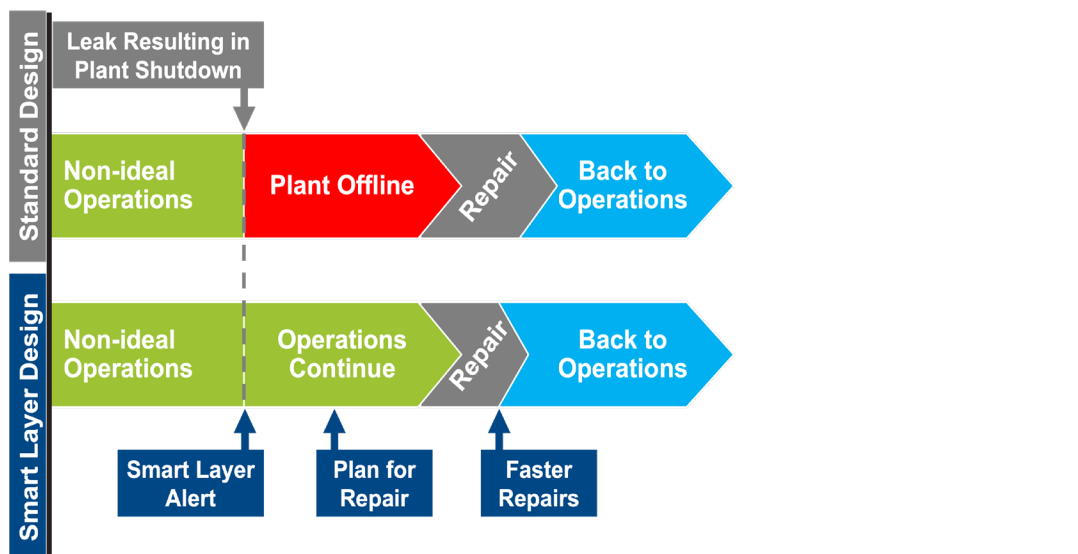 Standard Design
Leak Resulting in
Plant Shutdown
Non-ideal
Operations
Plant Offline
Repair
Back to
Operations
Smart Layer Design
Non-ideal
Operations
Operations
Continue
Repair
Back to
Operations
Smart Layer
Alert
Plan for
Repair
Faster
Repairs